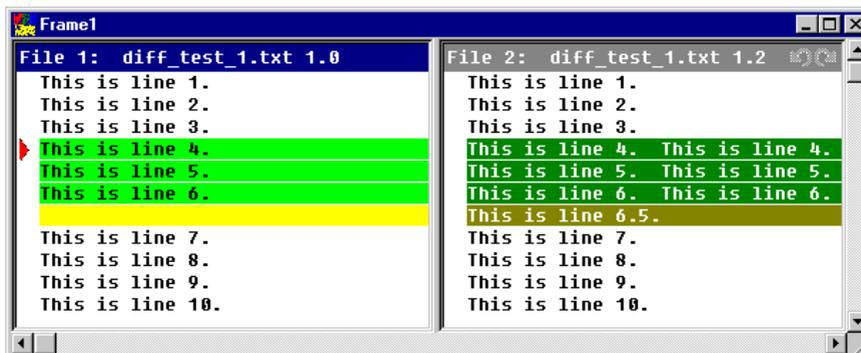 Frame1
File 1:  diff_test_1.txt 1.0
This is line 1.
This is line 2.
This is line 3.
This is line 4.
This is line 5.
This is line 6.
This is line 7.
This is line 8.
This is line 9.
This is line 10.
File 2:  diff_test_1.txt 1.2
This is line 1.
This is line 2.
This is line 3.
This is line 4.  This is line 4.
This is line 5.  This is line 5.
This is line 6.  This is line 6.
This is line 6.5.
This is line 7.
This is line 8.
This is line 9.
This is line 10.